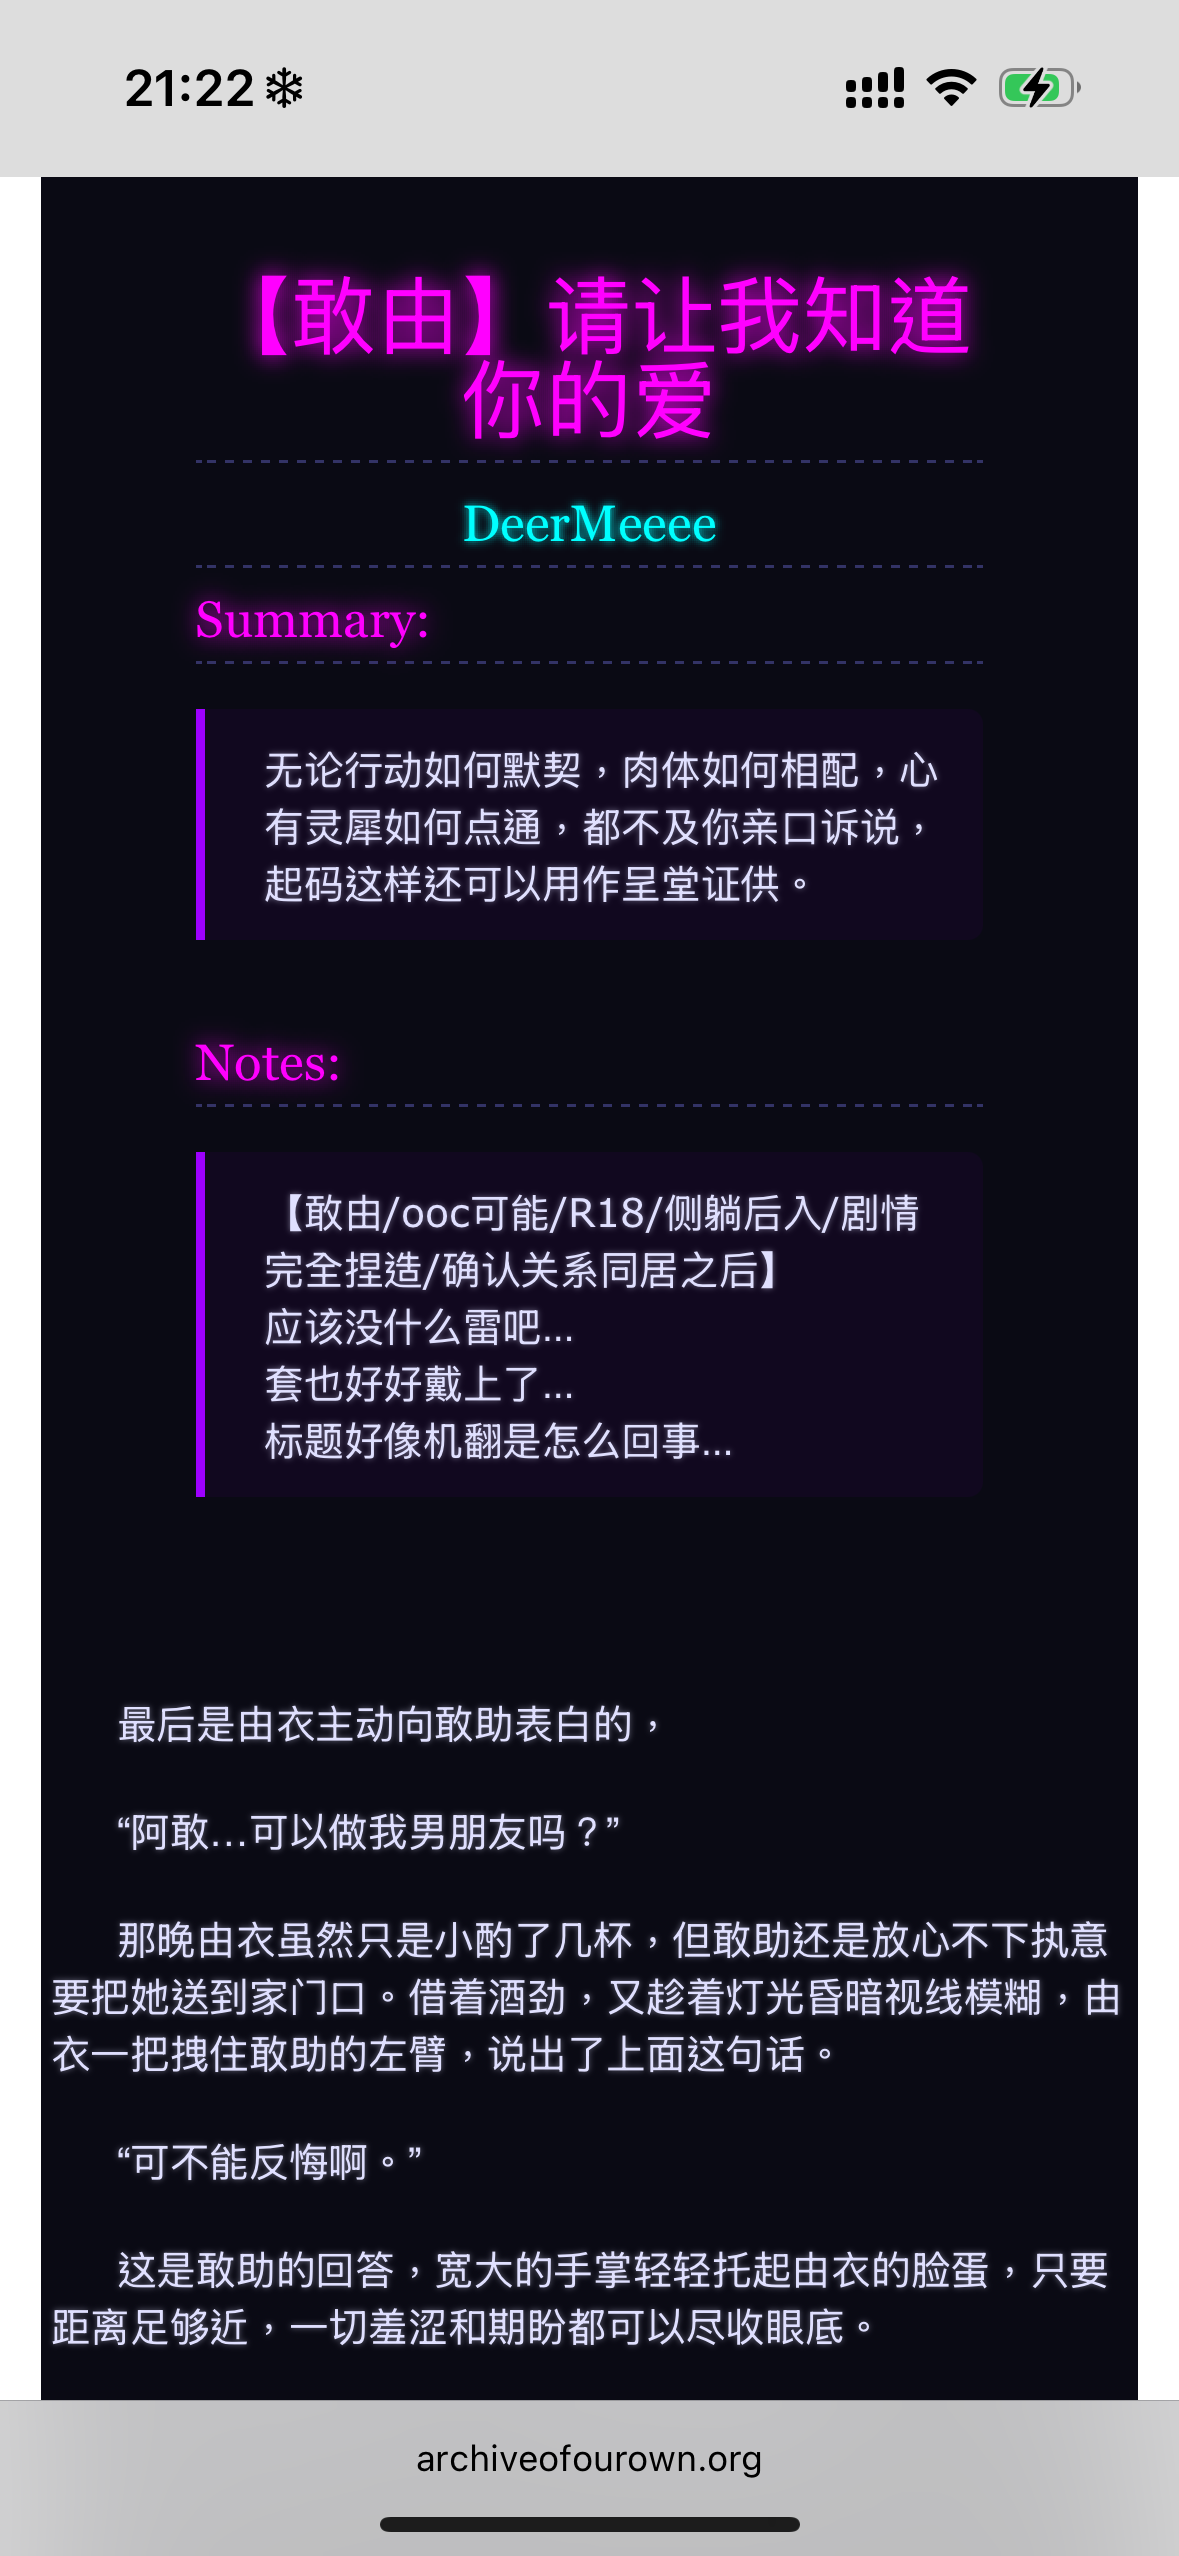 21:22
【敢由】请让我知道
你的爱
DeerMeeee
Summary:
无论行动如何默契，肉体如何相配，心
有灵犀如何点通，都不及你亲口诉说，
起码这样还可以用作呈堂证供。
Notes:
【敢由/ooc可能/R18/侧躺后入/剧情
完全捏造/确认关系同居之后】
应该没什么雷吧...
套也好好戴上了...
标题好像机翻是怎么回事...
最后是由衣主动向敢助表白的，
“阿敢...可以做我男朋友吗？”
那晚由衣虽然只是小酌了几杯，但敢助还是放心不下执意
要把她送到家门口。借着酒劲，又趁着灯光昏暗视线模糊，由
衣一把拽住敢助的左臂，说出了上面这句话。
“可不能反悔啊。”
这是敢助的回答，宽大的手掌轻轻托起由衣的脸蛋，只要
距离足够近，一切羞涩和期盼都可以尽收眼底。
archiveofourown.org